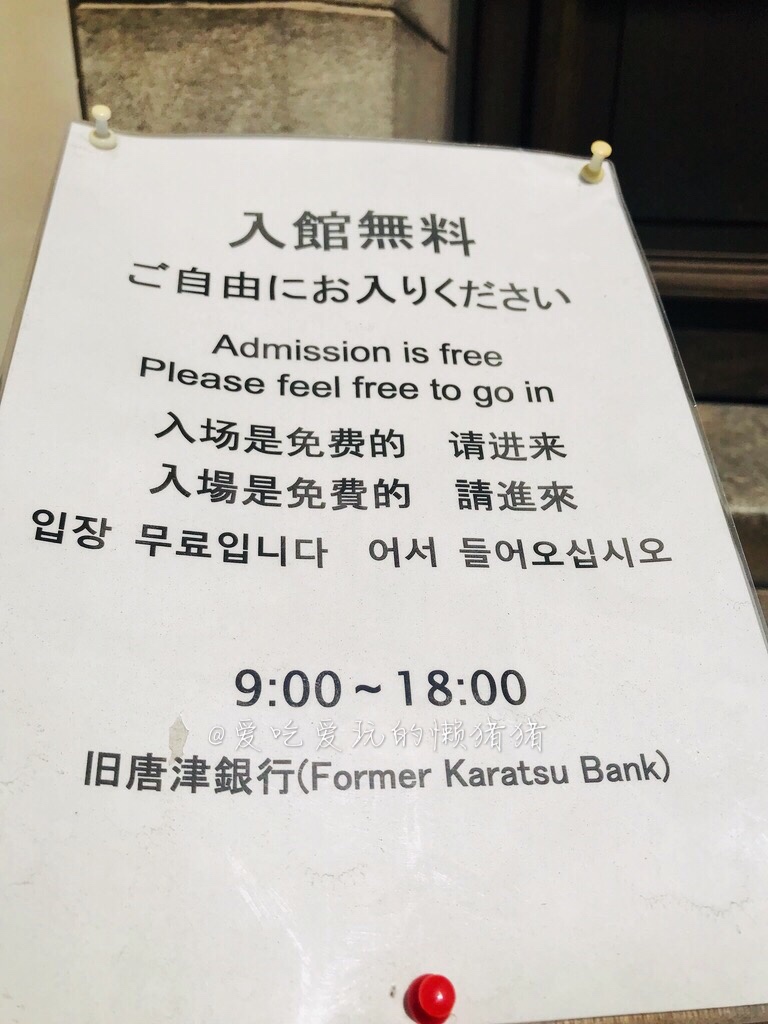 入館無料
ご自由にお入りください
Admission is free
Please feel free to go in
入场是免费的　请进来
入場是免費的　請進來
입장 무료입니다　어서 들어오십시오
9:00～18:00
@爱吃爱玩的懒猪猪
旧唐津銀行(Former Karatsu Bank)